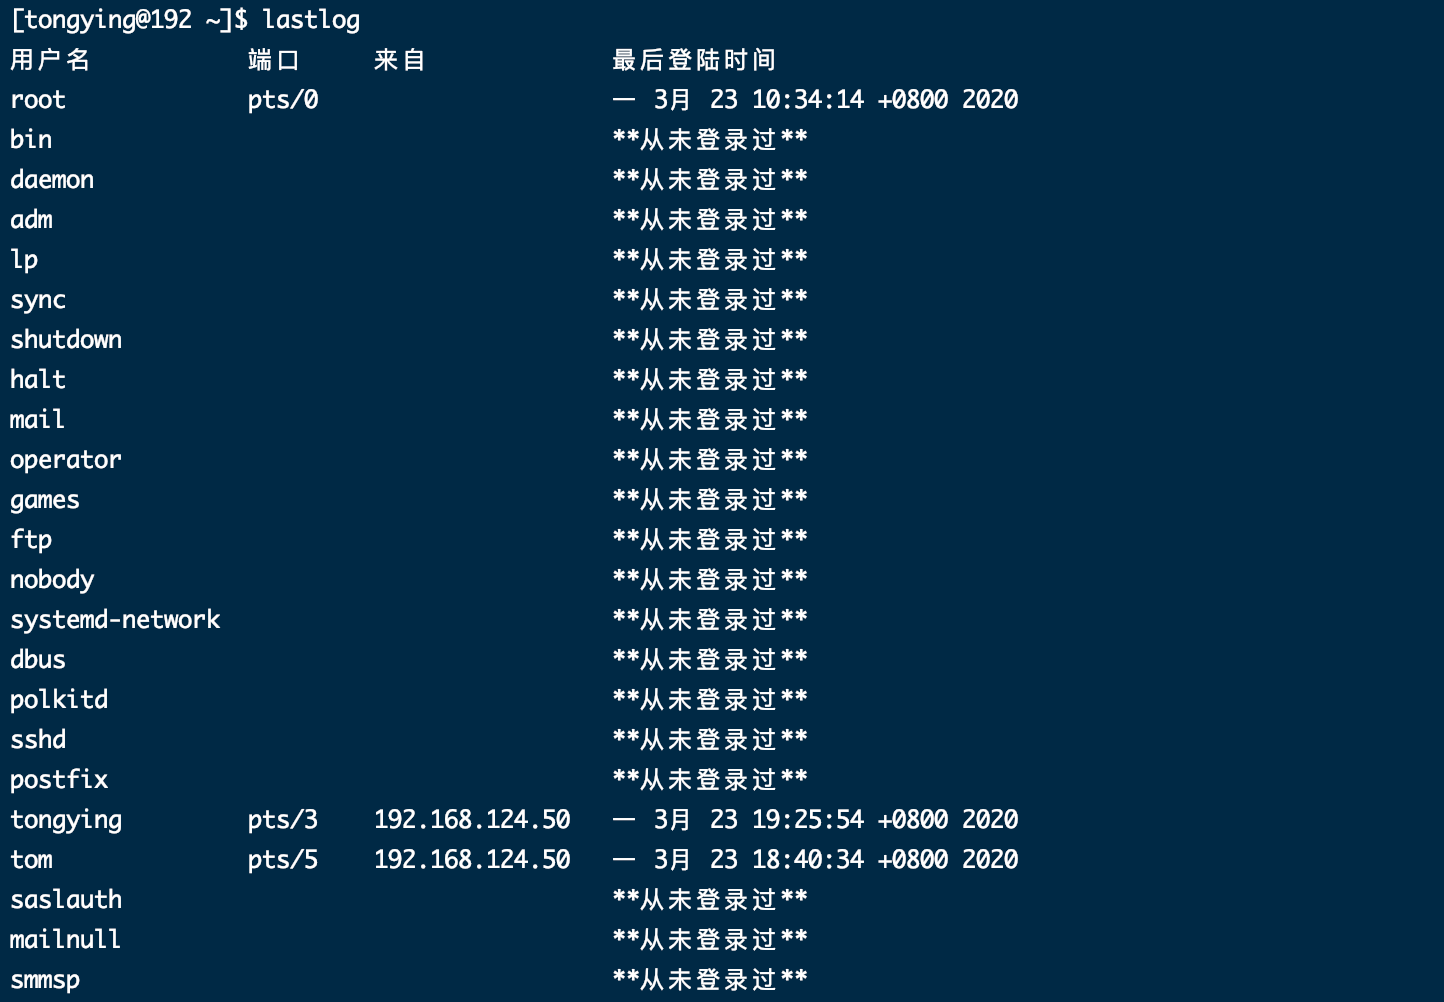 [tongying@192 ~]$ lastlog
用户名 端口 来自 最后登陆时间
root pts/0 一 3月 23 10:34:14 +0800 2020
bin **从未登录过**
daemon **从未登录过**
adm **从未登录过**
lp **从未登录过**
sync **从未登录过**
shutdown **从未登录过**
halt **从未登录过**
mail **从未登录过**
operator **从未登录过**
games **从未登录过**
ftp **从未登录过**
nobody **从未登录过**
systemd-network **从未登录过**
dbus **从未登录过**
polkitd **从未登录过**
sshd **从未登录过**
postfix **从未登录过**
tongying pts/3 192.168.124.50 一 3月 23 19:25:54 +0800 2020
tom pts/5 192.168.124.50 一 3月 23 18:40:34 +0800 2020
saslauth **从未登录过**
mailnull **从未登录过**
smmsp **从未登录过**